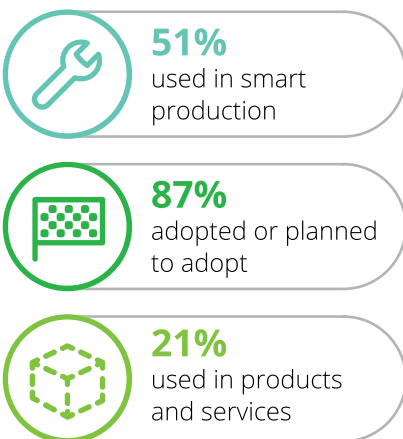 51%
used in smart
production
87%
adopted or planned
to adopt
21%
used in products
and services